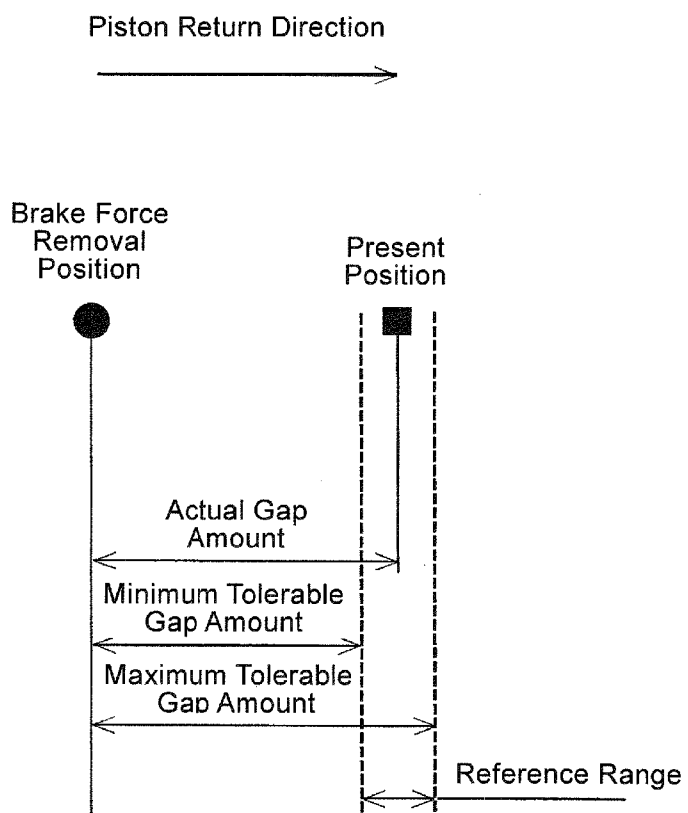 Piston Return Direction
Brake Force
Removal
Position
Present
Position
Actual Gap
Amount
Minimum Tolerable
Gap Amount
Maximum Tolerable
Gap Amount
Reference Range